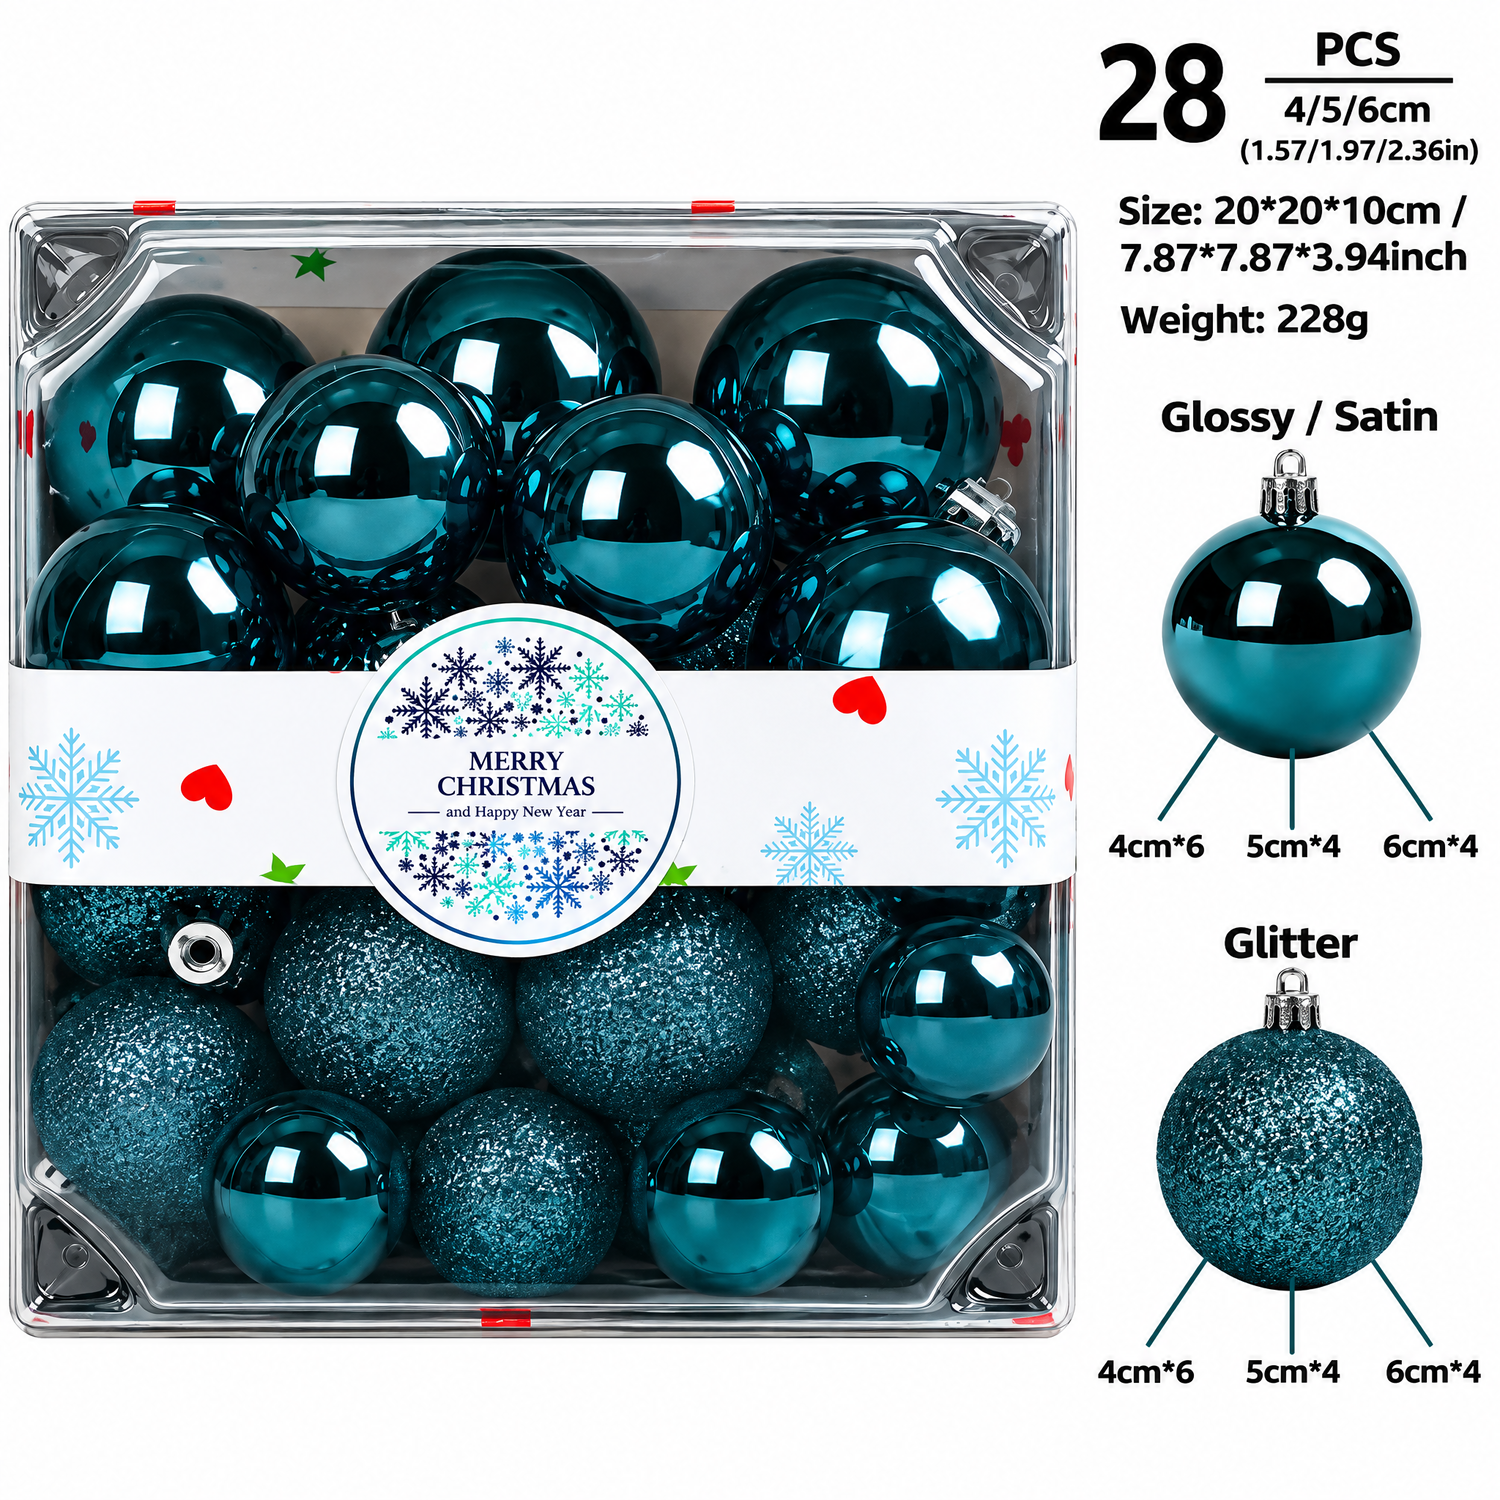 28
PCS
4/5/6cm
(1.57/1.97/2.36in)
Size: 20*20*10cm /
7.87*7.87*3.94inch
Weight: 228g
Glossy / Satin
4cm*6 5cm*4 6cm*4
MERRY
CHRISTMAS
and Happy New Year
Glitter
4cm*6 5cm*4 6cm*4